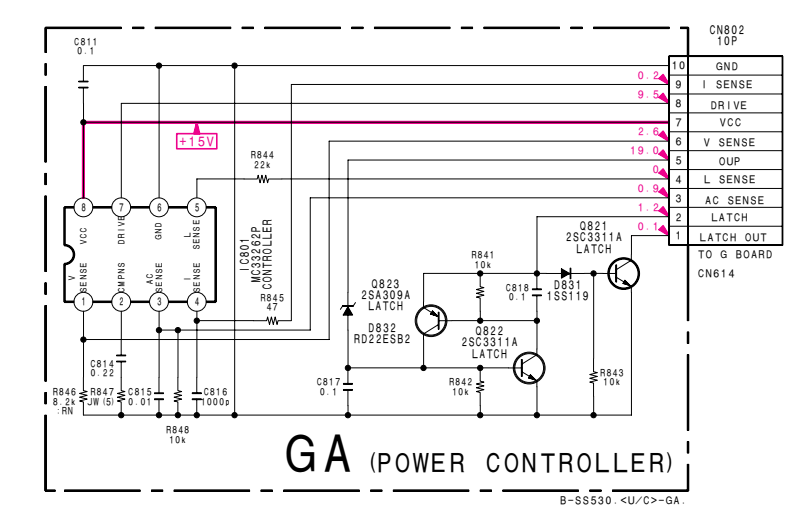 CN802
10P
C811
0.1
10 GND
0.2 9 I SENSE
9.5 8 DRIVE
7 VCC
+15V
2.6 6 V SENSE
19.0 5 OUP
0 4 L SENSE
0.9 3 AC SENSE
1.2 2 LATCH
0.1 1 LATCH OUT
TO G BOARD
CN614
R844
22k
8 7 6 5
VCC
DRIVE
GND
L
SENSE
IC801
MC33262P
CONTROLLER
V
SENSE
CMPNS
AC
SENSE
I
SENSE
1 2 3 4
R845
47
Q821
2SC3311A
LATCH
R841
10k
C818
0.1
D831
1SS119
Q823
2SA309A
LATCH
D832
RD22ESB2
Q822
2SC3311A
LATCH
C814
0.22
R846
8.2k
:RN
R847
JW(5)
C815
0.01
C816
1000p
R848
10k
C817
0.1
R842
10k
R843
10k
GA (POWER CONTROLLER)
B-SS530.<U/C>-GA.